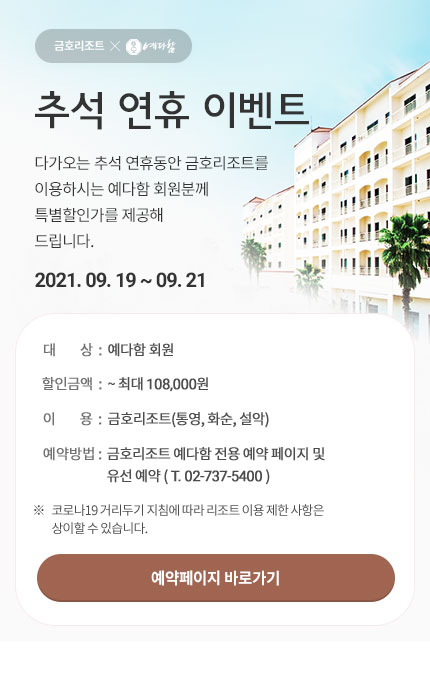 금호리조트 × 예다함
추석 연휴 이벤트
다가오는 추석 연휴동안 금호리조트를
이용하시는 예다함 회원분께
특별할인가를 제공해
드립니다.
2021. 09. 19 ~ 09. 21
대 상 : 예다함 회원
할인금액 : ~ 최대 108,000원
이 용 : 금호리조트(통영, 화순, 설악)
예약방법 : 금호리조트 예다함 전용 예약 페이지 및
유선 예약 ( T. 02-737-5400 )
※ 코로나19 거리두기 지침에 따라 리조트 이용 제한 사항은
상이할 수 있습니다.
예약페이지 바로가기